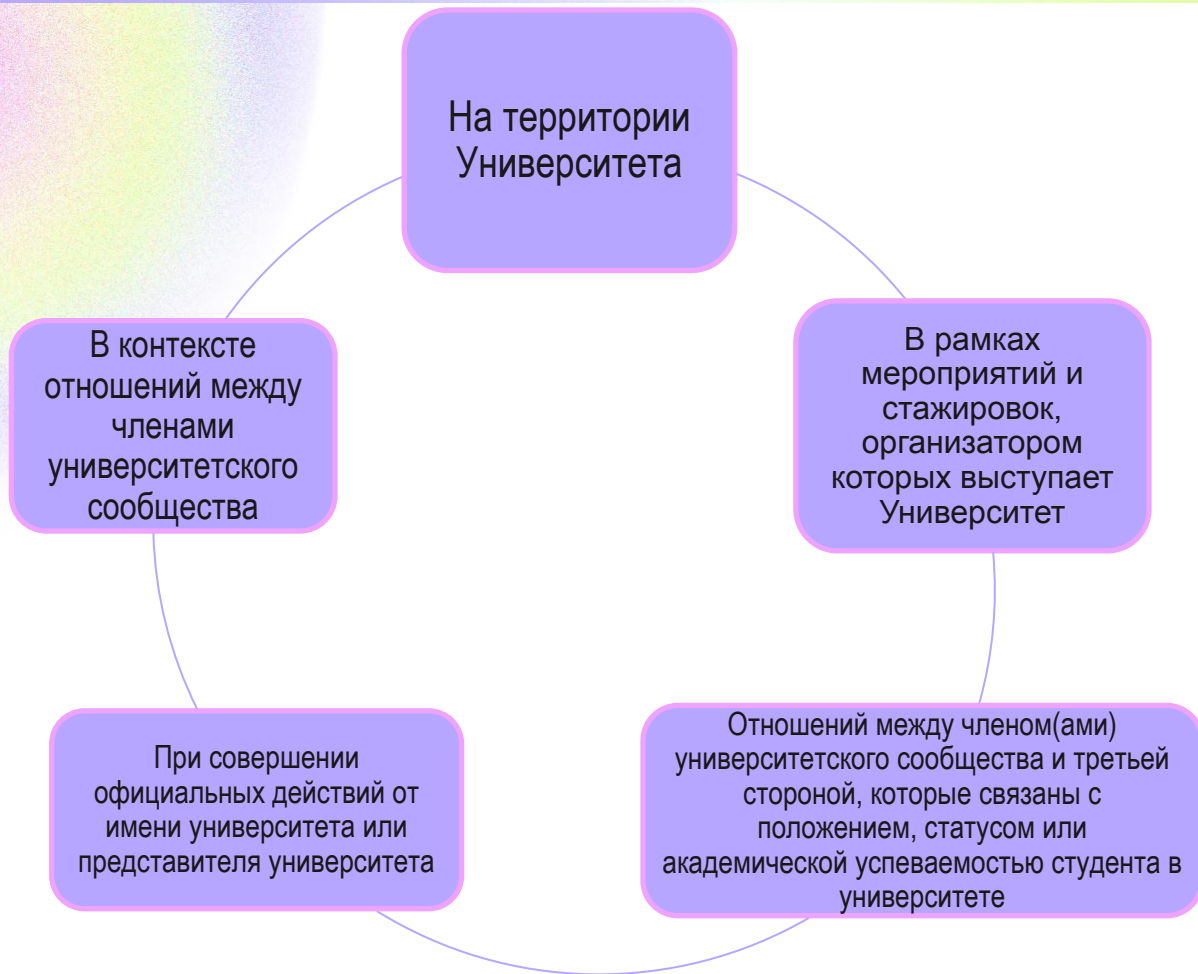 На территории
Университета
В рамках
мероприятий и
стажировок,
организатором
которых выступает
Университет
Отношений между членом(ами)
университетского сообщества и третьей
стороной, которые связаны с
положением, статусом или
академической успеваемостью студента в
университете
При совершении
официальных действий от
имени университета или
представителя университета
В контексте
отношений между
членами
университетского
сообщества